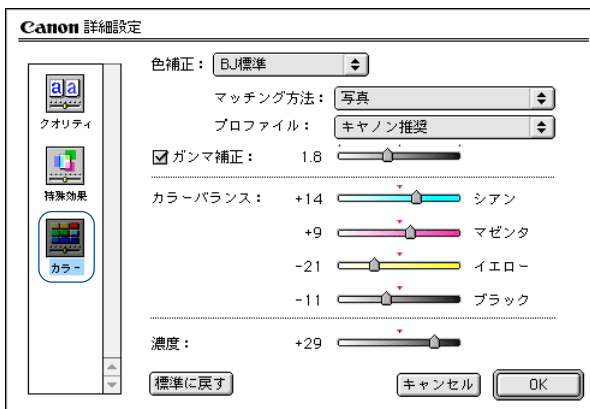 Canon 詳細設定
色補正： BJ標準
マッチング方法： 写真
プロファイル： キヤノン推奨
ガンマ補正： 1.8
カラーバランス： +14 シアン
+9 マゼンタ
-21 イエロー
-11 ブラック
濃度： +29
標準に戻す キャンセル OK
aa
クオリティ
特殊効果
カラー